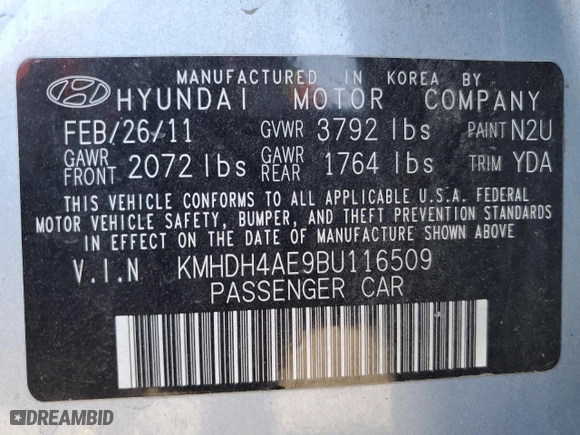 MANUFACTURED IN KOREA BY
HYUNDAI MOTOR COMPANY
FEB/26/11 GVWR 3792 lbs PAINT N2U
GAWR FRONT 2072 lbs GAWR REAR 1764 lbs TRIM YDA
THIS VEHICLE CONFORMS TO ALL APPLICABLE U.S.A. FEDERAL
MOTOR VEHICLE SAFETY, BUMPER, AND THEFT PREVENTION STANDARDS
IN EFFECT ON THE DATE OF MANUFACTURE SHOWN ABOVE.
V.I.N KMHDH4AE9BU116509
PASSENGER CAR
DREAMBID